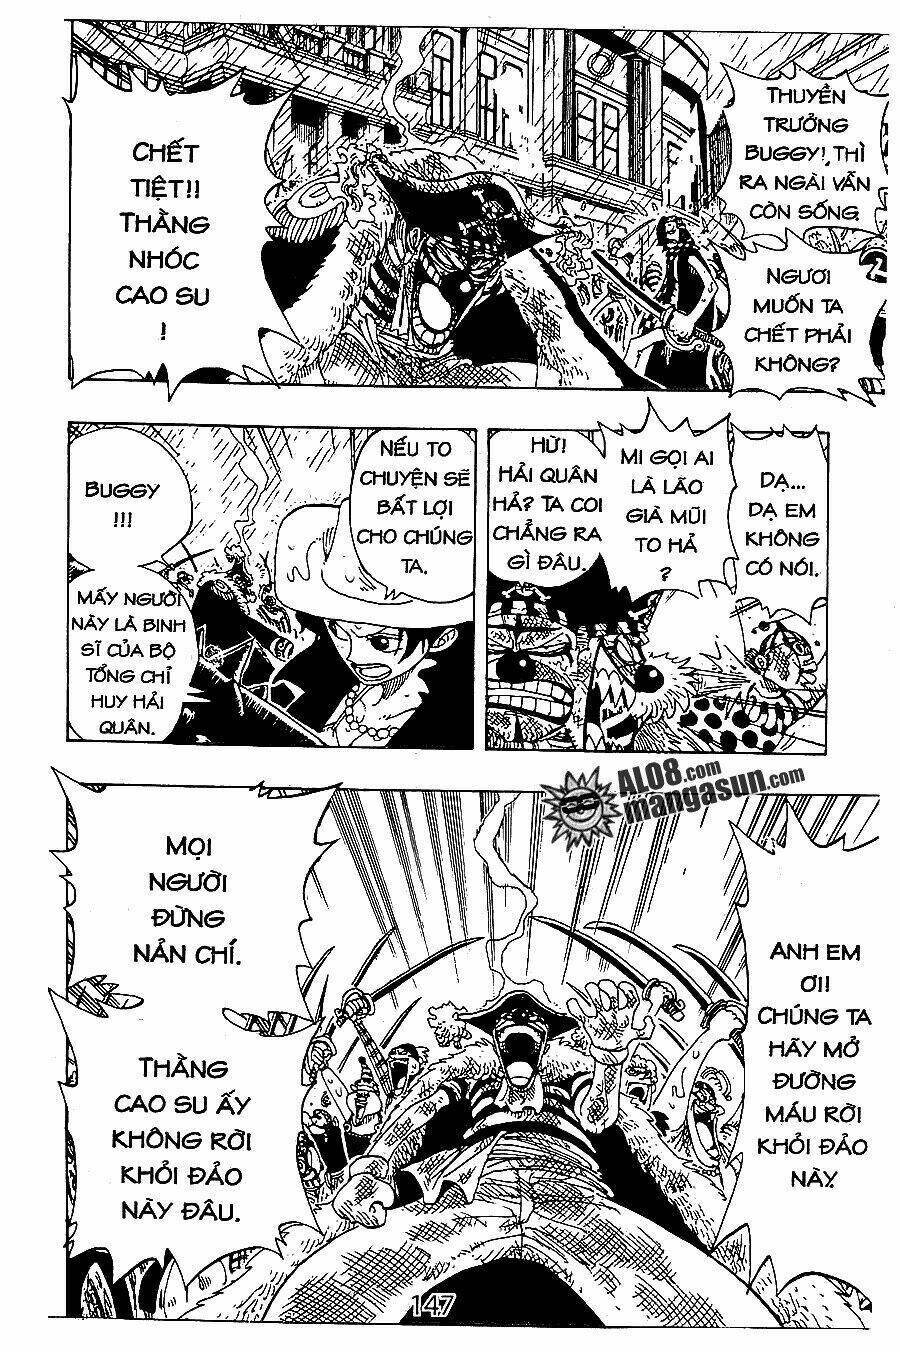 THUYỀN
TRƯỞNG
BUGGY!, THÌ
RA NGÀI VẪN
CÒN SỐNG.
NGƯƠI
MUỐN TA
CHẾT PHẢI
KHÔNG?
CHẾT
TIỆT!!
THẰNG
NHÓC
CAO SU
!
DẠ...
DẠ EM
KHÔNG
CÓ NÓI.
MI GỌI AI
LÀ LÃO
GIÀ MŨI
TO HẢ
?
HỪ!
HẢI QUÂN
HẢ? TA COI
CHẲNG RA
GÌ ĐÂU.
NẾU TO
CHUYỆN SẼ
BẤT LỢI
CHO CHÚNG
TA.
BUGGY
!!!
MẤY NGƯỜI
NÀY LÀ BINH
SĨ CỦA BỘ
TỔNG CHỈ
HUY HẢI
QUÂN.
AL08.com
mangasun.com
ANH EM
ƠI!
CHÚNG TA
HÃY MỞ
ĐƯỜNG
MÁU RỜI
KHỎI ĐẢO
NÀY.
MỌI
NGƯỜI
ĐỪNG
NẢN CHÍ.
THẰNG
CAO SU ẤY
KHÔNG RỜI
KHỎI ĐẢO
NÀY ĐÂU.
147